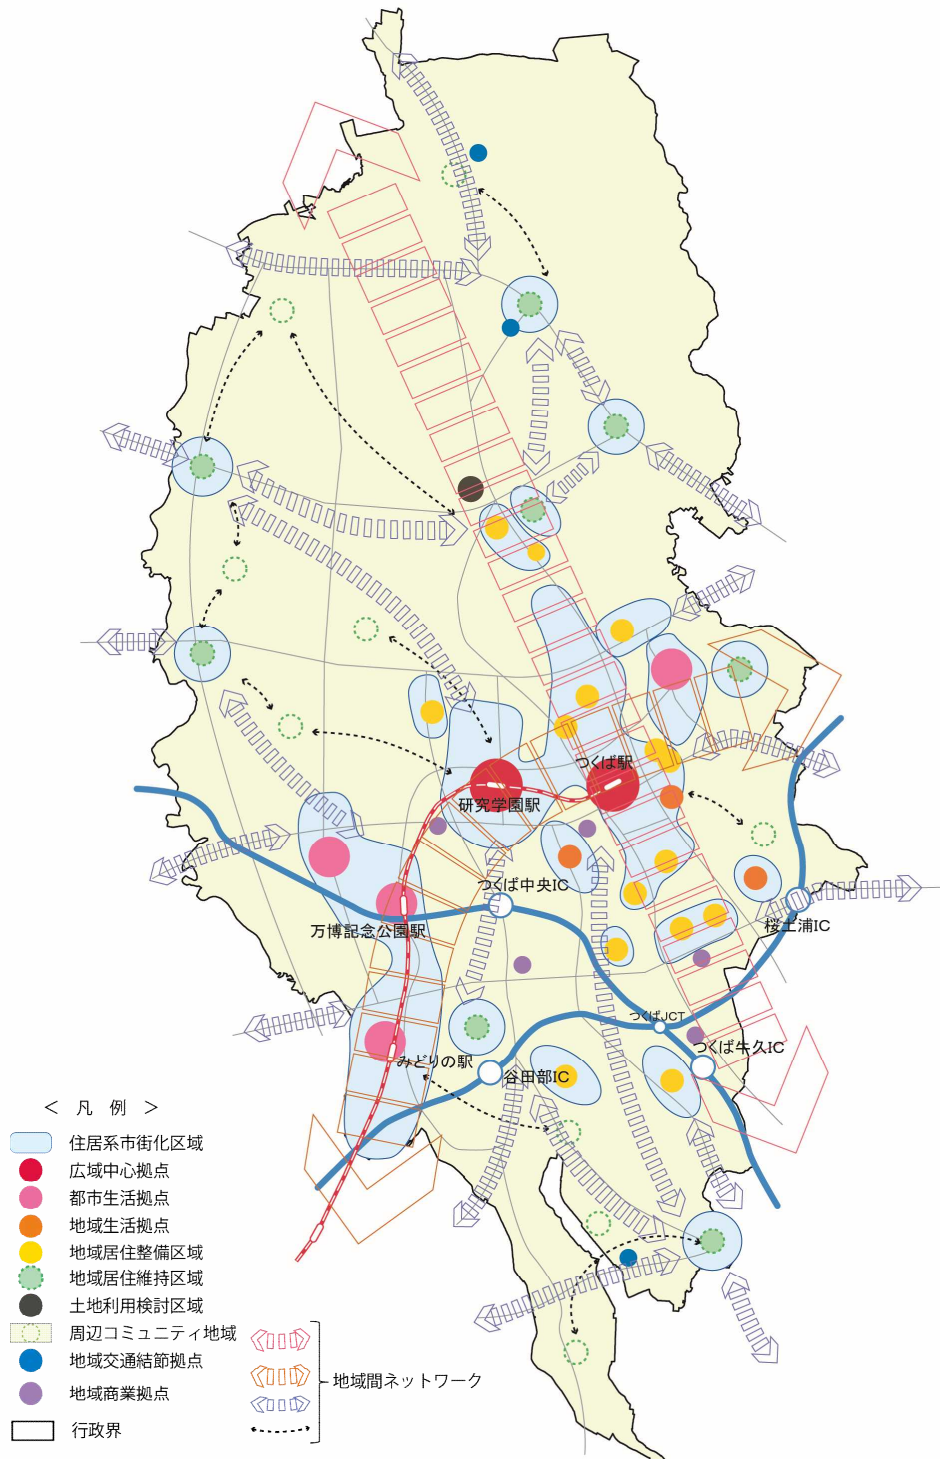 つくば駅
研究学園駅
つくば中央IC
桜土浦IC
万博記念公園駅
つくばJCT
つくば牛久IC
みどりの駅
谷田部IC
＜ 凡 例 ＞
住居系市街化区域
広域中心拠点
都市生活拠点
地域生活拠点
地域居住整備区域
地域居住維持区域
土地利用検討区域
周辺コミュニティ地域
地域交通結節拠点
地域商業拠点
行政界
地域間ネットワーク